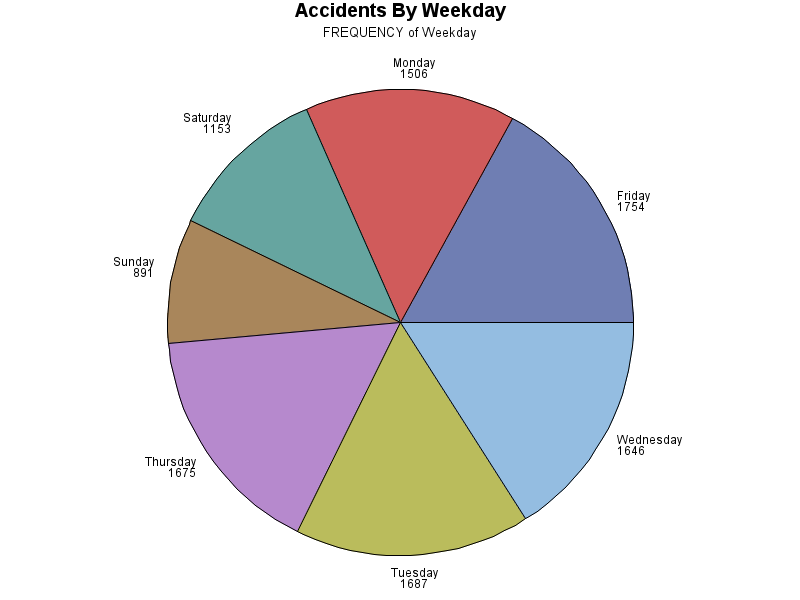 Accidents By Weekday
FREQUENCY of Weekday
Monday
1506
Saturday
1153
Friday
1754
Sunday
891
Wednesday
1646
Thursday
1675
Tuesday
1687